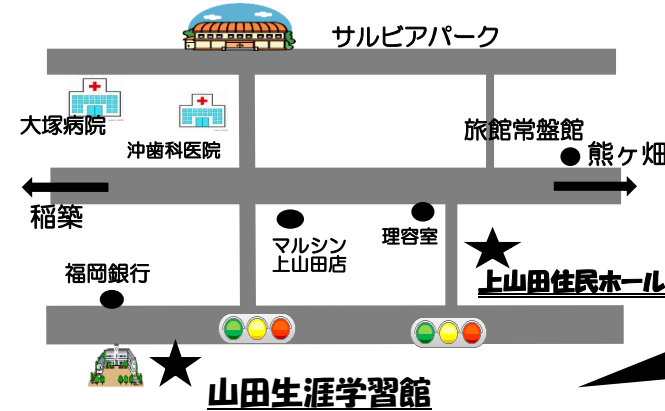 サルビアパーク
大塚病院
沖歯科医院
旅館常盤館
熊ヶ畑
稲築
マルシン
上山田店
理容室
福岡銀行
上山田住民ホール
山田生涯学習館